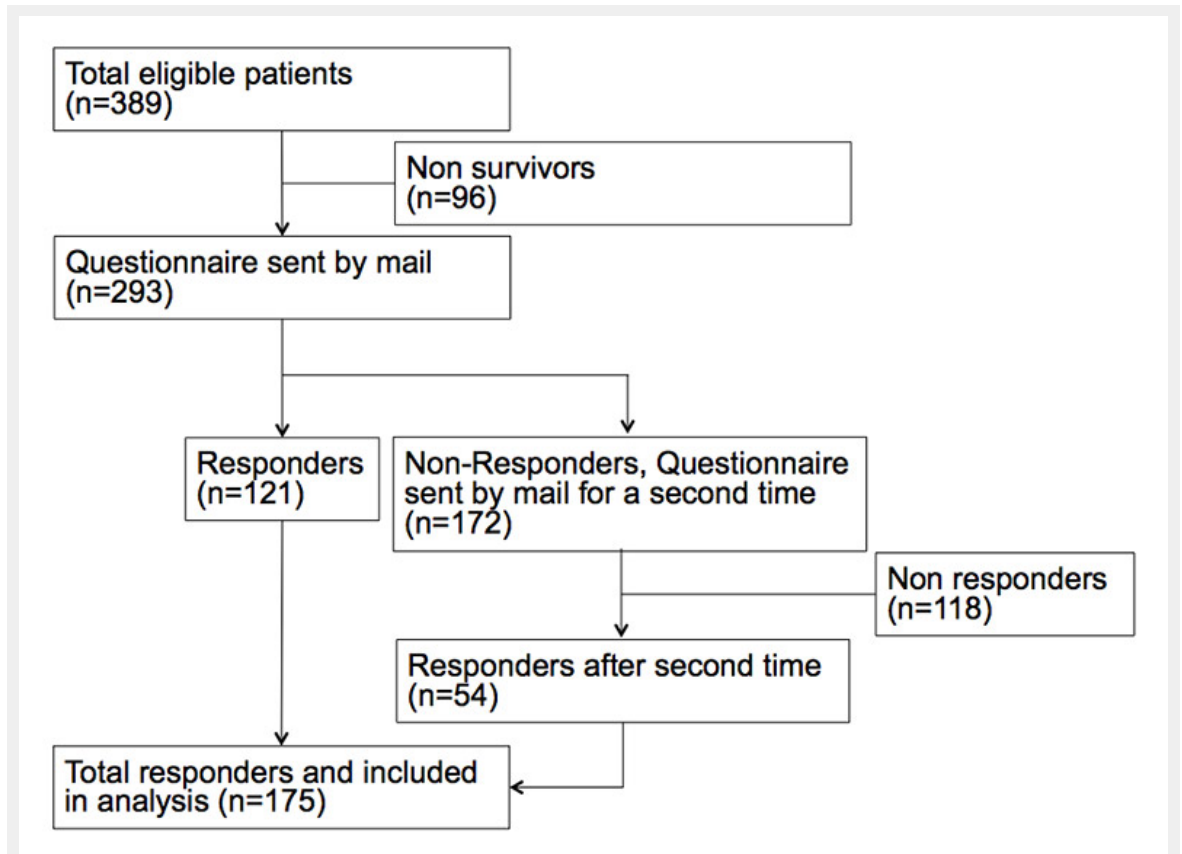 Total eligible patients
(n=389)
Non survivors
(n=96)
Questionnaire sent by mail
(n=293)
Responders
(n=121)
Non-Responders, Questionnaire
sent by mail for a second time
(n=172)
Non responders
(n=118)
Responders after second time
(n=54)
Total responders and included
in analysis (n=175)